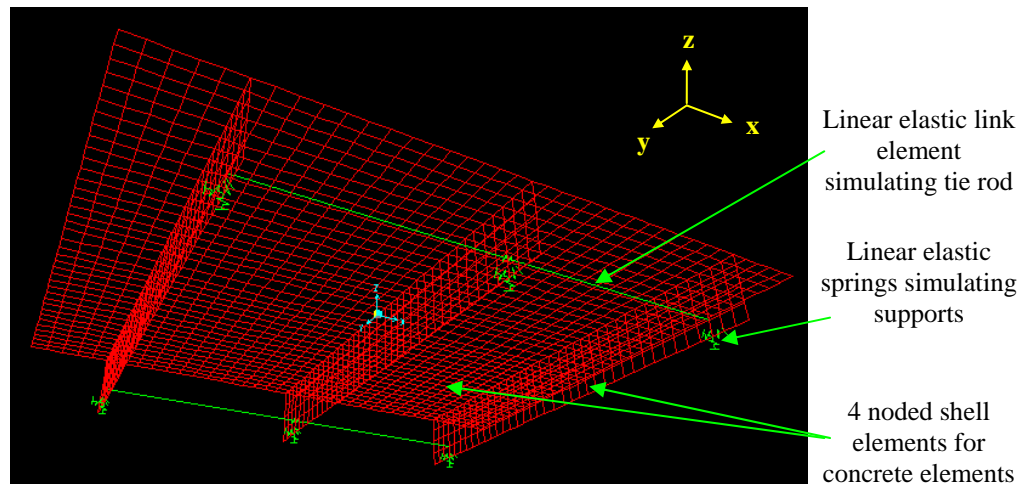 z
x
y
Linear elastic link
element
simulating tie rod
Linear elastic
springs simulating
supports
4 noded shell
elements for
concrete elements
z